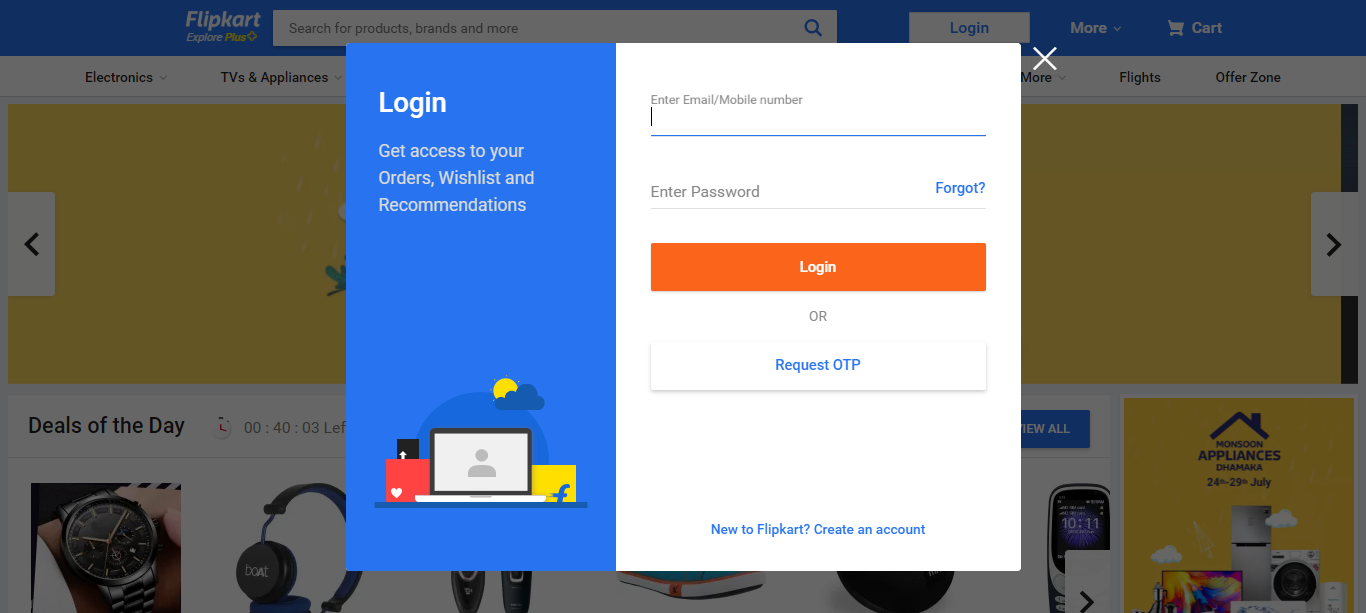 Flipkart
Explore Plus
Search for products, brands and more
Login
More
Cart
Electronics
TVs & Appliances
More
Flights
Offer Zone
Login
Get access to your
Orders, Wishlist and
Recommendations
Enter Email/Mobile number
Enter Password
Forgot?
Login
OR
Request OTP
New to Flipkart? Create an account
Deals of the Day
00 : 40 : 03 Lef
VIEW ALL
MONSOON
APPLIANCES
DHAMAKA
24th-29th July
boAt
10:11